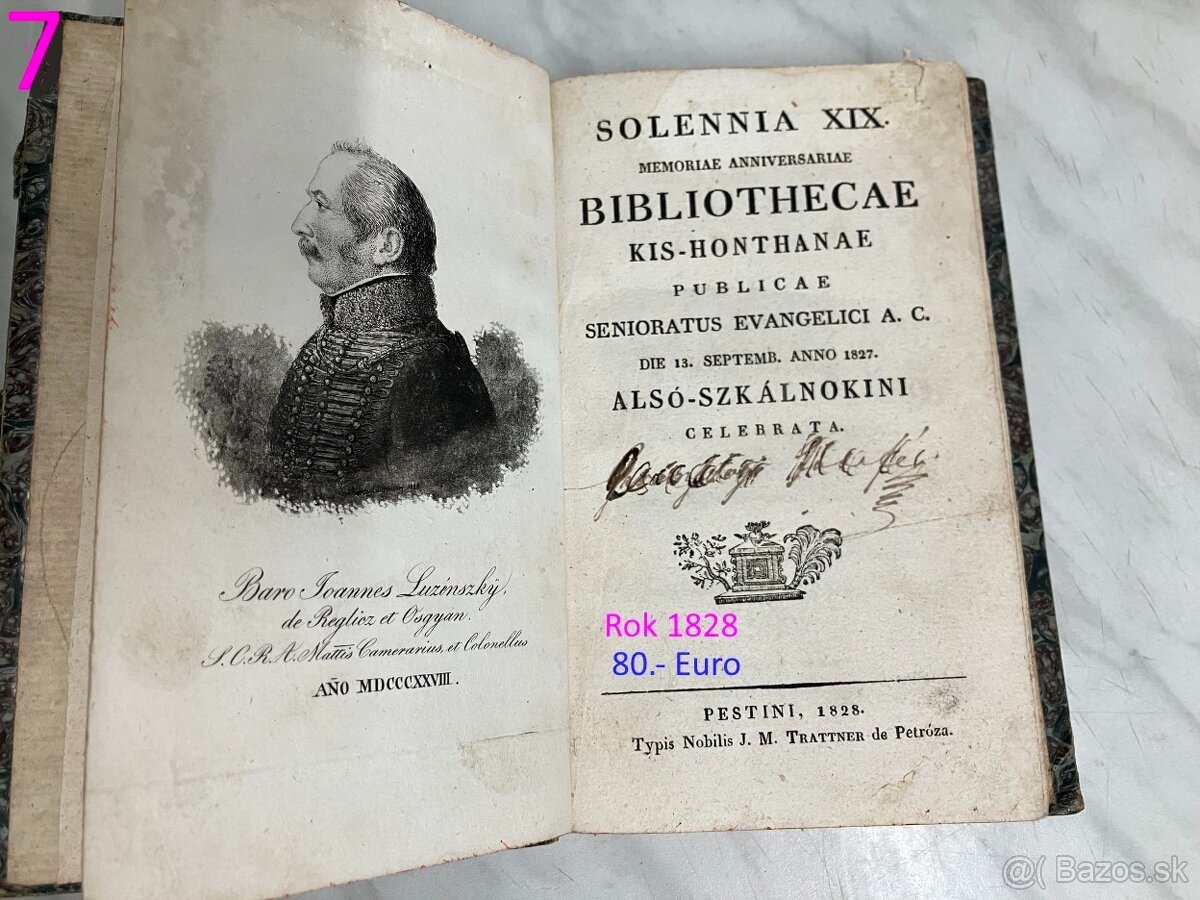 7
Baro Joannes Luzénszkÿ,
de Reglicz et Osgyan.
S.C.R.A. Mattis Camerarius, et Colonellus
AÑO MDCCCXXVIII.
SOLENNIA XIX.
MEMORIAE ANNIVERSARIAE
BIBLIOTHECAE
KIS-HONTHANAE
PUBLICAE
SENIORATUS EVANGELICI A. C.
DIE 13. SEPTEMB. ANNO 1827.
ALSÓ-SZKÁLNOKINI
CELEBRATA.
Rok 1828
80.- Euro
PESTINI, 1828.
Typis Nobilis J. M. TRATTNER de Petróza.
@( Bazos.sk